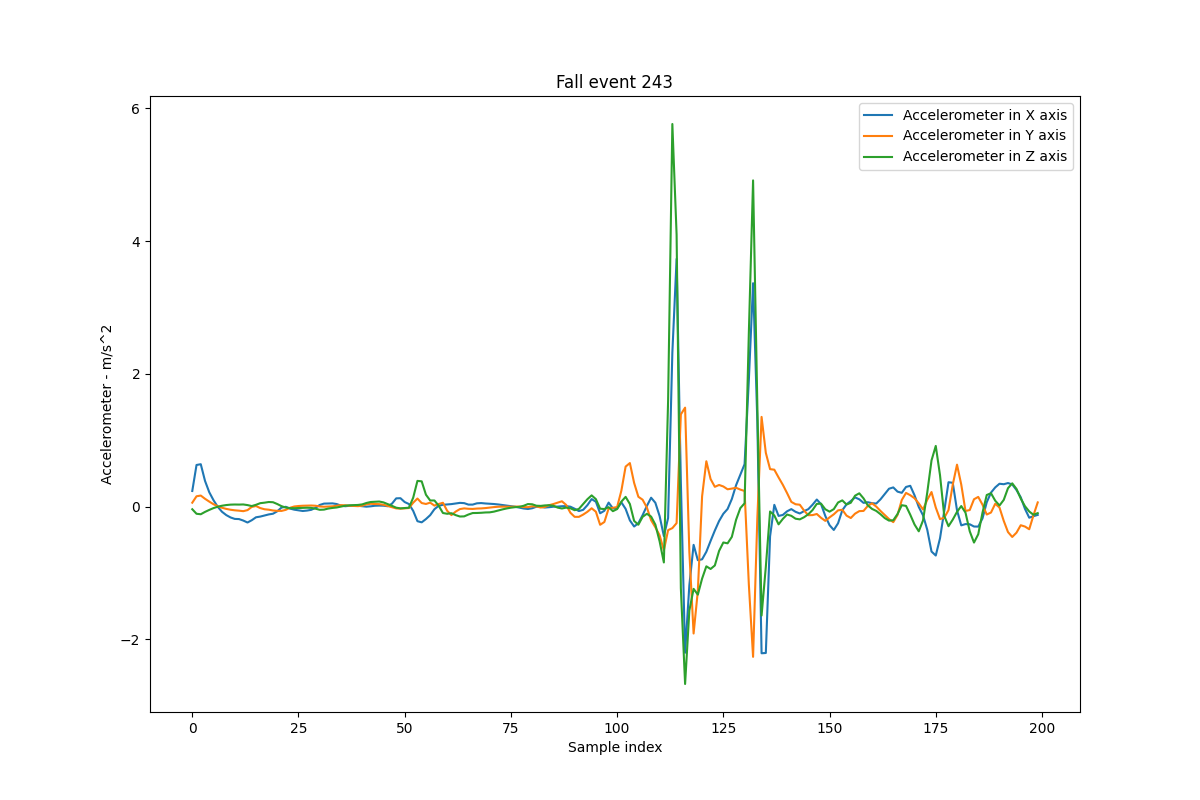 Fall event 243
Accelerometer in X axis
Accelerometer in Y axis
Accelerometer in Z axis
6
4
2
0
−2
Accelerometer - m/s^2
0 25 50 75 100 125 150 175 200
Sample index